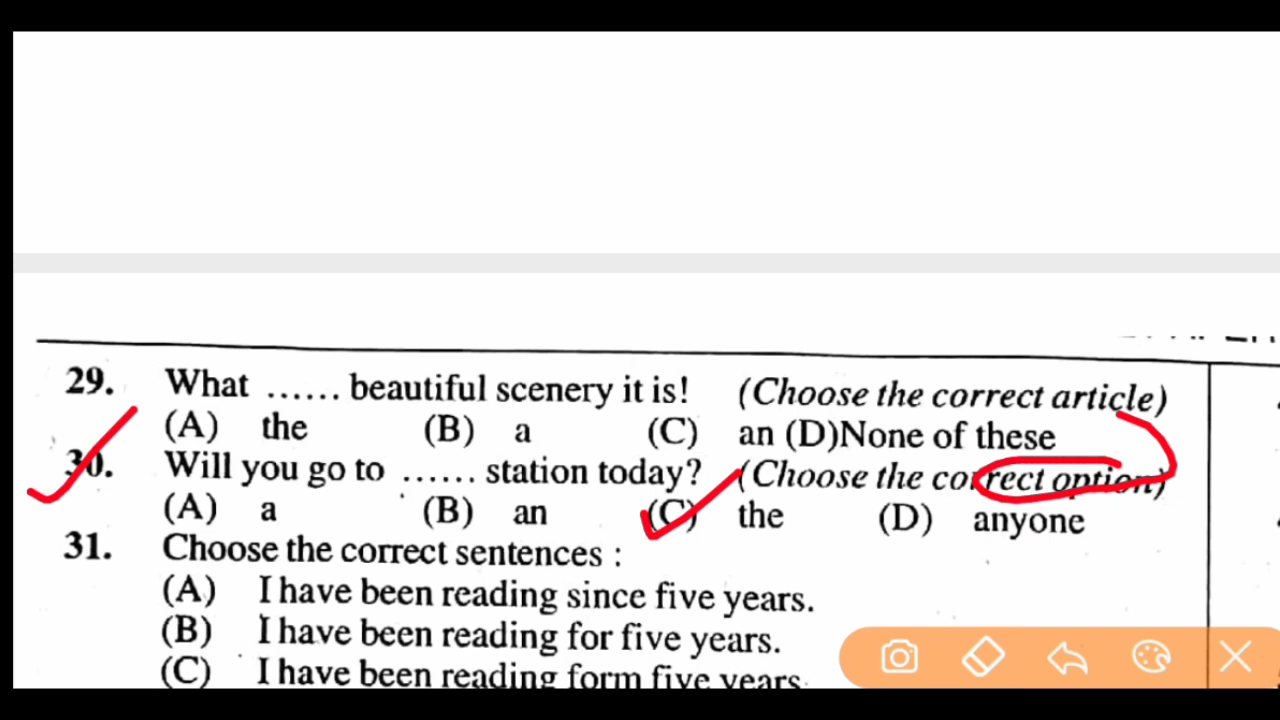 29. What ...... beautiful scenery it is! (Choose the correct article)
(A) the (B) a (C) an (D)None of these
30. Will you go to ...... station today? (Choose the correct option)
(A) a (B) an (C) the (D) anyone
31. Choose the correct sentences :
(A) I have been reading since five years.
(B) I have been reading for five years.
(C) I have been reading form five years.